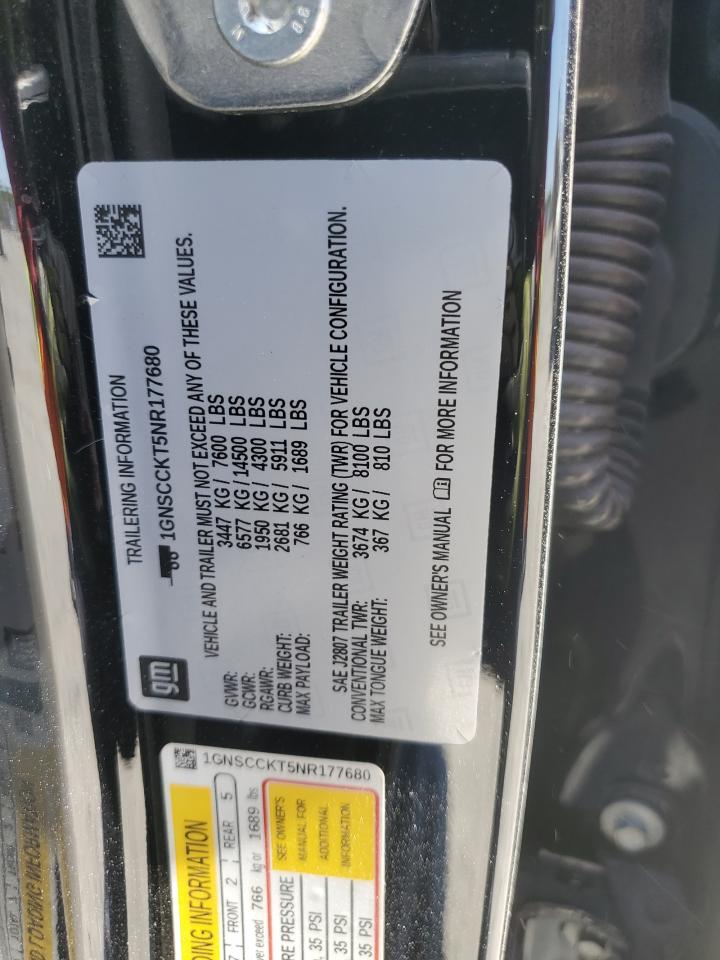 TRAILERING INFORMATION
gm 1GNSCCKT5NR177680
VEHICLE AND TRAILER MUST NOT EXCEED ANY OF THESE VALUES.
GVWR: 3447 KG / 7600 LBS
GCWR: 6577 KG / 14500 LBS
RGAWR: 1950 KG / 4300 LBS
CURB WEIGHT: 2681 KG / 5911 LBS
MAX PAYLOAD: 766 KG / 1689 LBS
SAE J2807 TRAILER WEIGHT RATING (TWR) FOR VEHICLE CONFIGURATION.
CONVENTIONAL TWR: 3674 KG / 8100 LBS
MAX TONGUE WEIGHT: 367 KG / 810 LBS
SEE OWNER'S MANUAL FOR MORE INFORMATION
1GNSCCKT5NR177680
DING INFORMATION
7 FRONT 2 REAR 5
ver exceed 766 kg or 1689 lbs
RE PRESSURE
SEE OWNER'S
MANUAL FOR
ADDITIONAL
INFORMATION
35 PSI
35 PSI
35 PSI
8.8